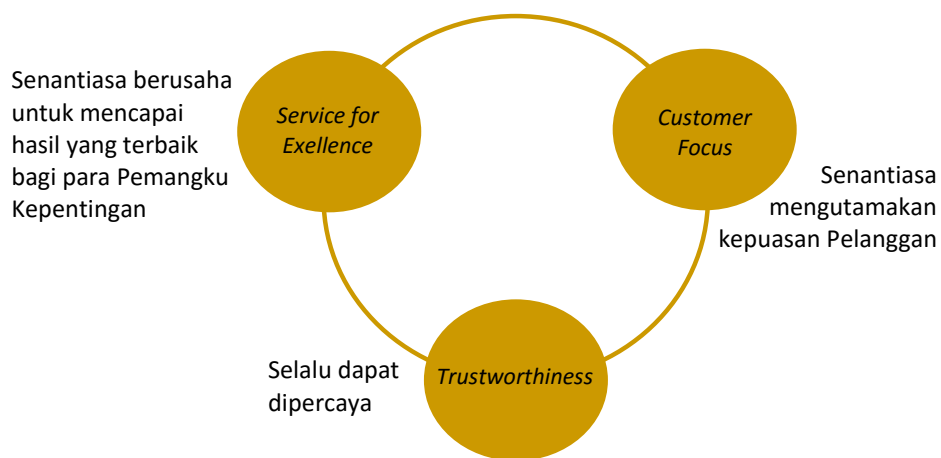 Senantiasa berusaha
untuk mencapai
hasil yang terbaik
bagi para Pemangku
Kepentingan
Service for
Exellence
Customer
Focus
Senantiasa
mengutamakan
kepuasan Pelanggan
Selalu dapat
dipercaya
Trustworthiness